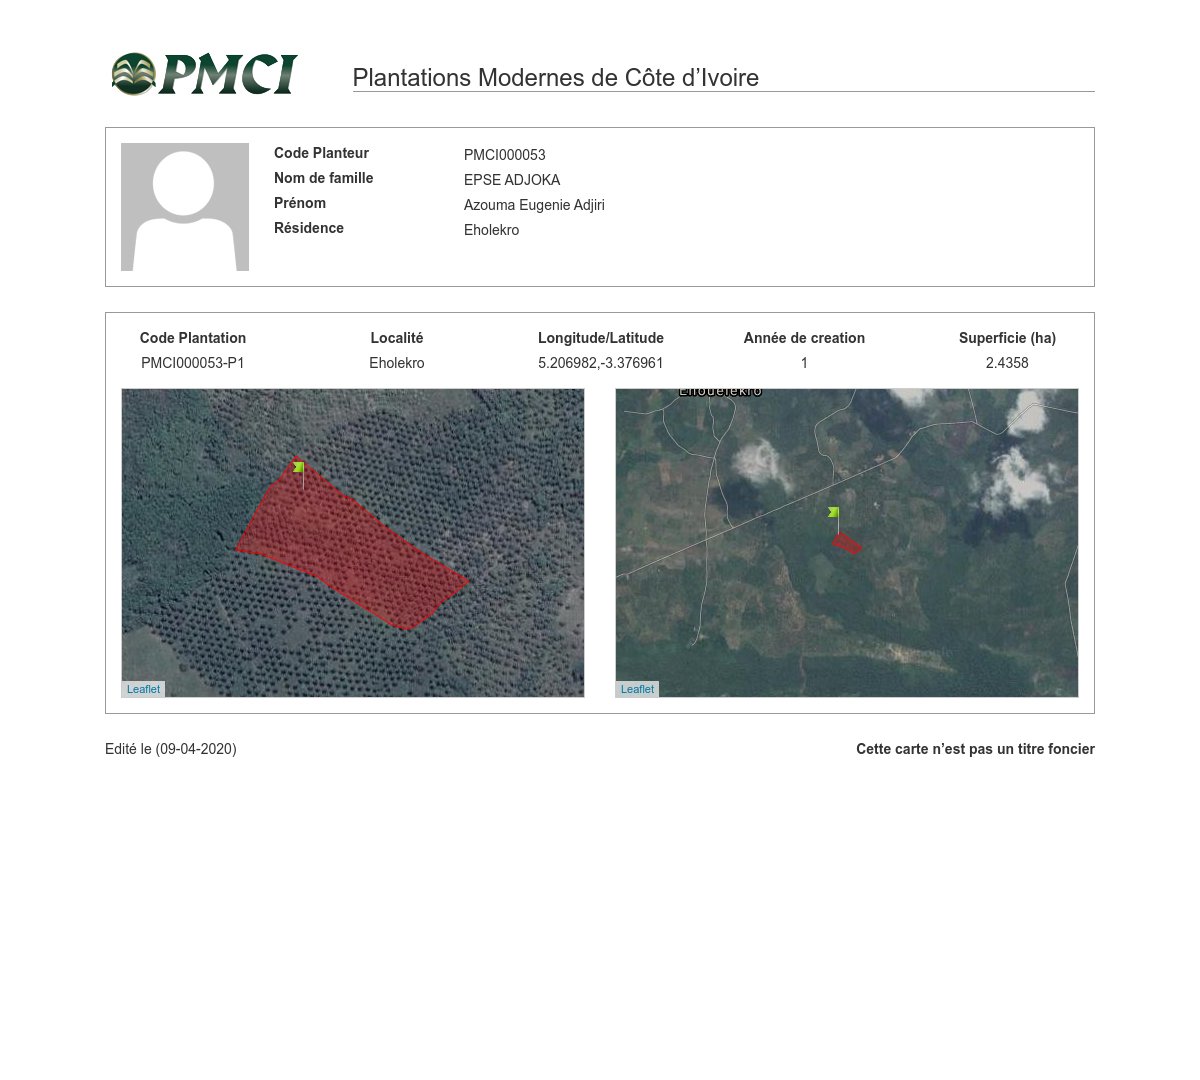 PMCI
Plantations Modernes de Côte d’Ivoire
Code Planteur PMCI000053
Nom de famille EPSE ADJOKA
Prénom Azouma Eugenie Adjiri
Résidence Eholekro
Code Plantation Localité Longitude/Latitude Année de creation Superficie (ha)
PMCI000053-P1 Eholekro 5.206982,-3.376961 1 2.4358
Ehouelekro
Leaflet
Leaflet
Edité le (09-04-2020) Cette carte n’est pas un titre foncier